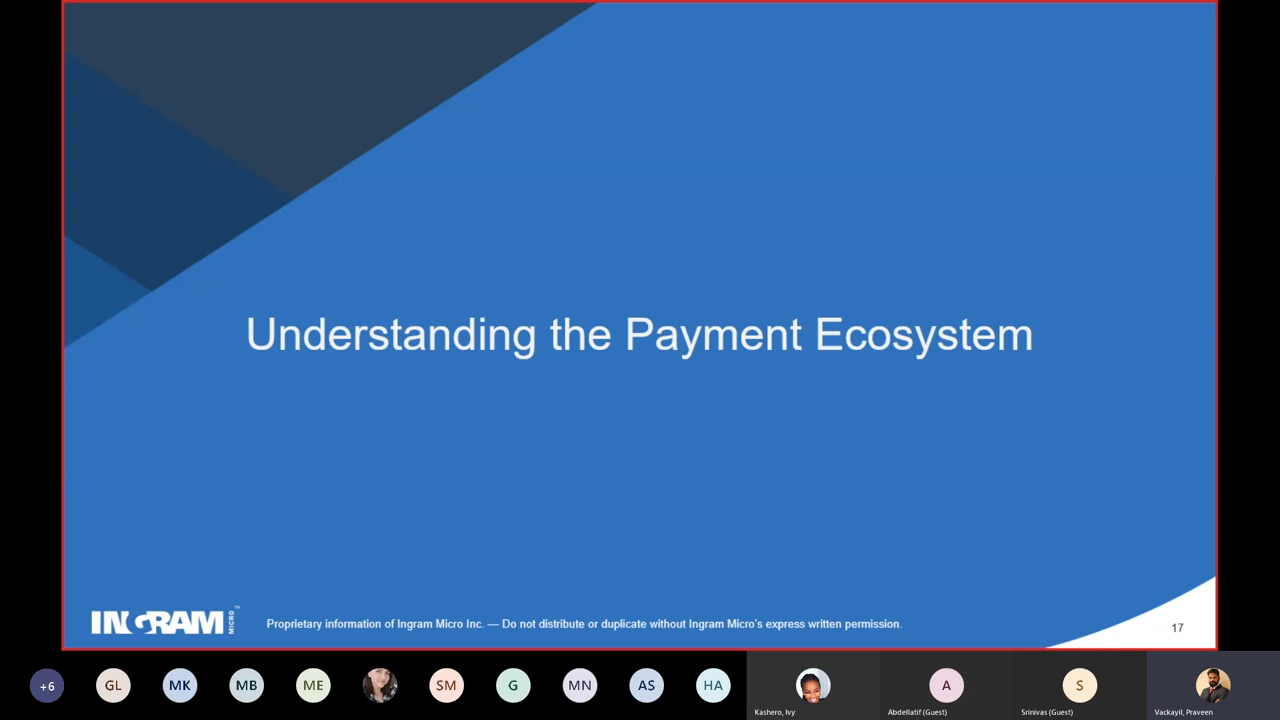 Understanding the Payment Ecosystem
INGRAM MICRO ™
Proprietary information of Ingram Micro Inc. — Do not distribute or duplicate without Ingram Micro's express written permission.
17
+6
GL
MK
MB
ME
SM
G
MN
AS
HA
A
S
Kashero, Ivy
Abdellatif (Guest)
Srinivas (Guest)
Vackayil, Praveen